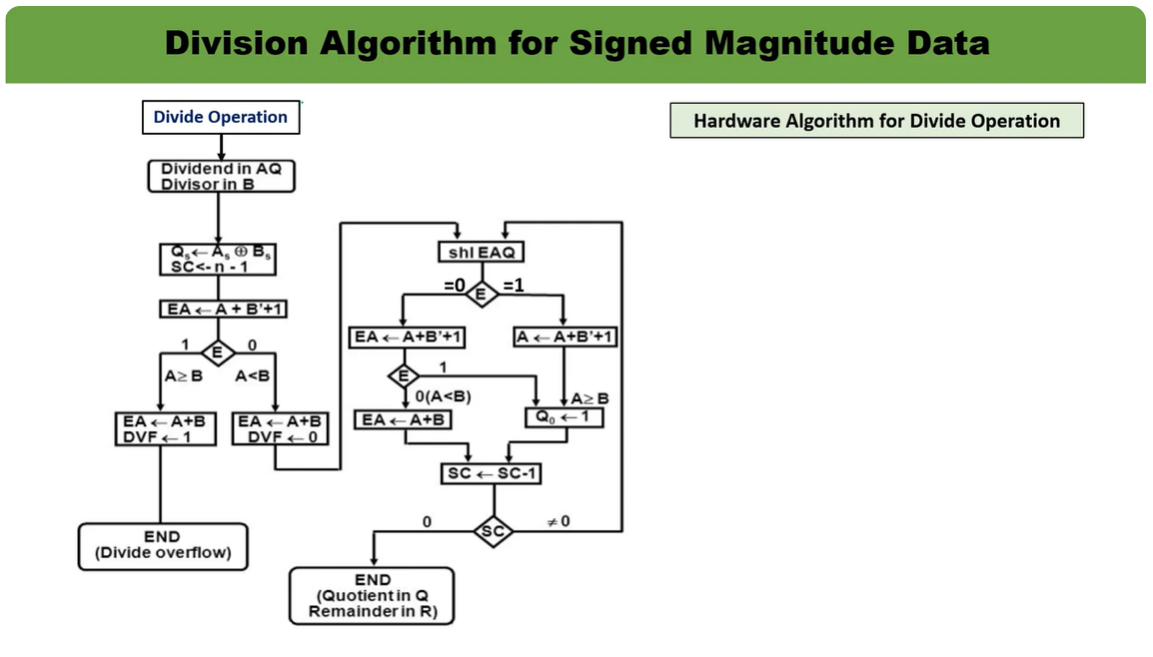 Division Algorithm for Signed Magnitude Data
Divide Operation
Hardware Algorithm for Divide Operation
Dividend in AQ
Divisor in B
Qs ← As ⊕ Bs
SC<- n - 1
EA ← A + B'+1
1
E
0
A≥B
A<B
EA ← A+B
DVF ← 1
EA ← A+B
DVF ← 0
END
(Divide overflow)
shl EAQ
=0
E
=1
EA ← A+B'+1
A ← A+B'+1
E
1
0(A<B)
A≥B
EA ← A+B
Q₀ ← 1
SC ← SC-1
0
SC
≠0
END
(Quotient in Q
Remainder in R)